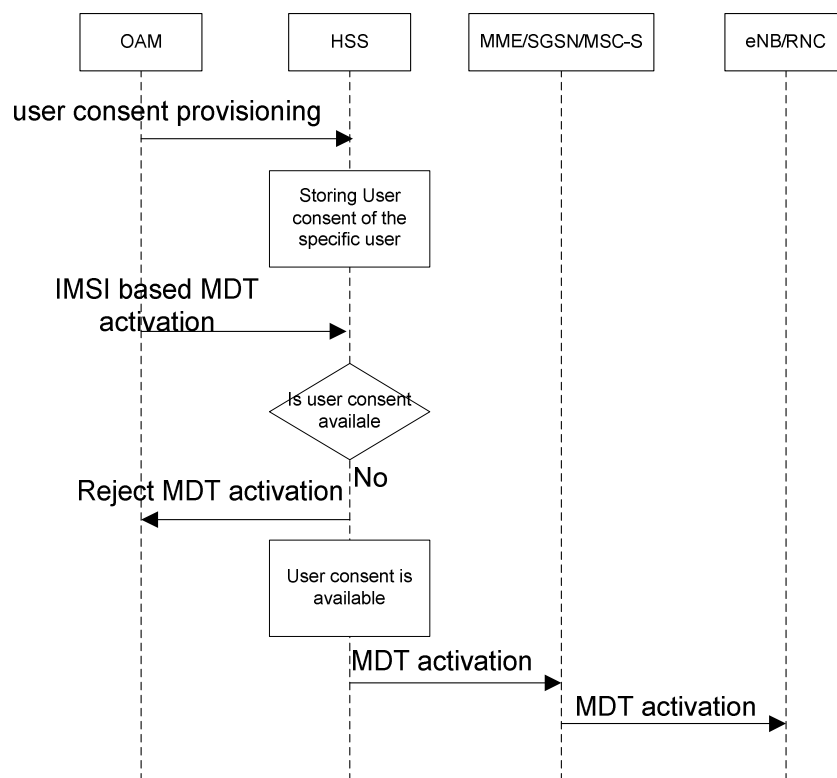 OAM
HSS
MME/SGSN/MSC-S
eNB/RNC
user consent provisioning
Storing User
consent of the
specific user
IMSI based MDT
activation
Is user consent
availale
No
Reject MDT activation
User consent is
available
MDT activation
MDT activation